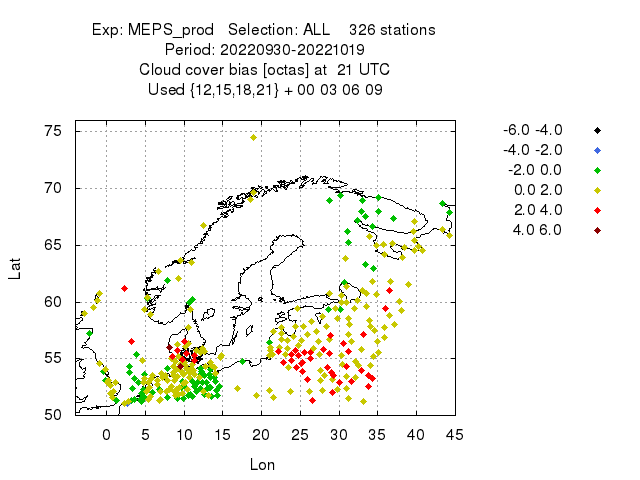 Exp: MEPS_prod   Selection: ALL    326 stations
Period: 20220930-20221019
Cloud cover bias [octas] at  21 UTC
Used {12,15,18,21} + 00 03 06 09
75
70
65
60
55
50
Lat
0 5 10 15 20 25 30 35 40 45
Lon
-6.0 -4.0
-4.0 -2.0
-2.0 0.0
0.0 2.0
2.0 4.0
4.0 6.0